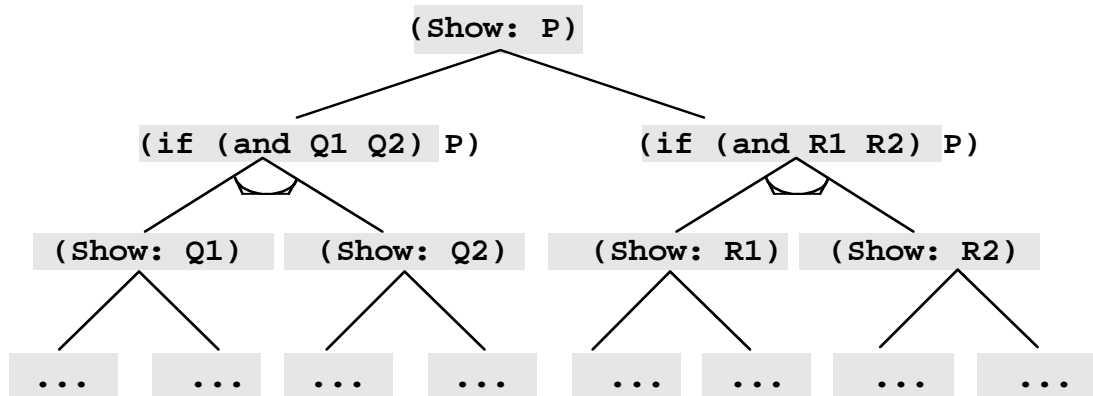 (Show: P)
(if (and Q1 Q2) P) (if (and R1 R2) P)
(Show: Q1) (Show: Q2) (Show: R1) (Show: R2)
... ... ... ... ... ... ... ...